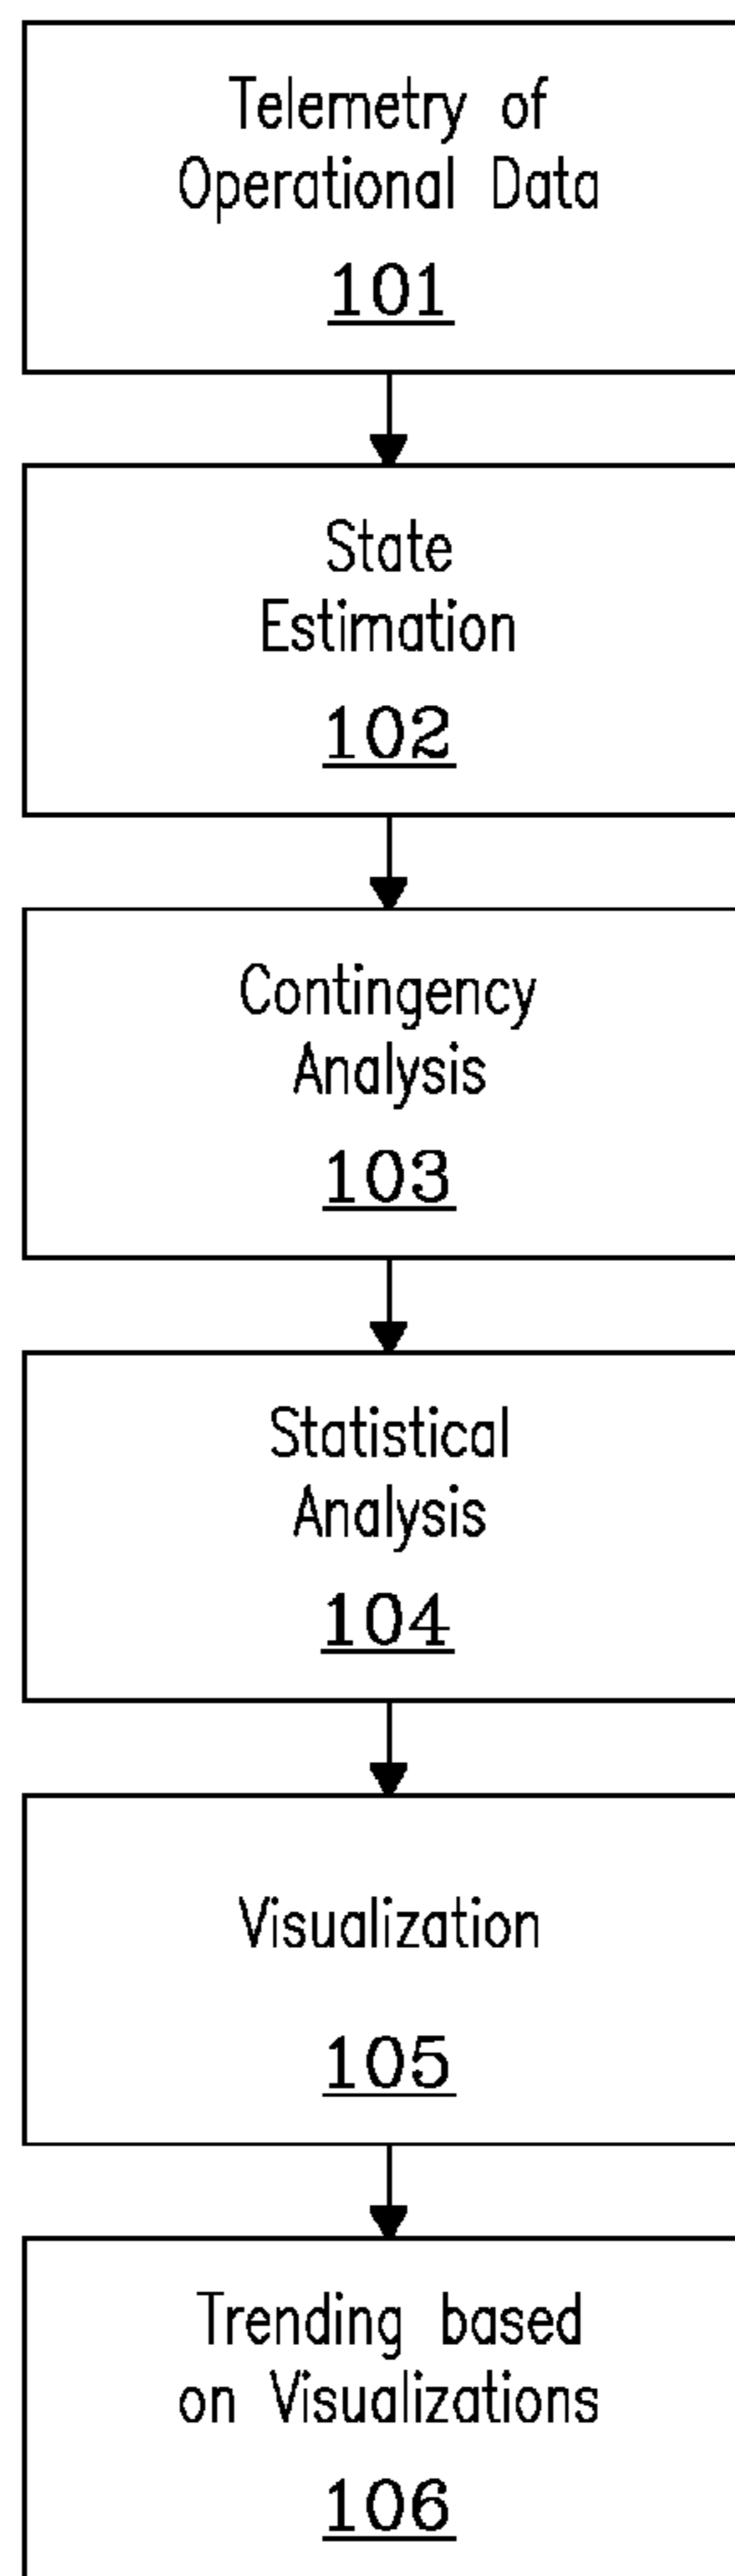 Telemetry of
Operational Data
101
State
Estimation
102
Contingency
Analysis
103
Statistical
Analysis
104
Visualization
105
Trending based
on Visualizations
106